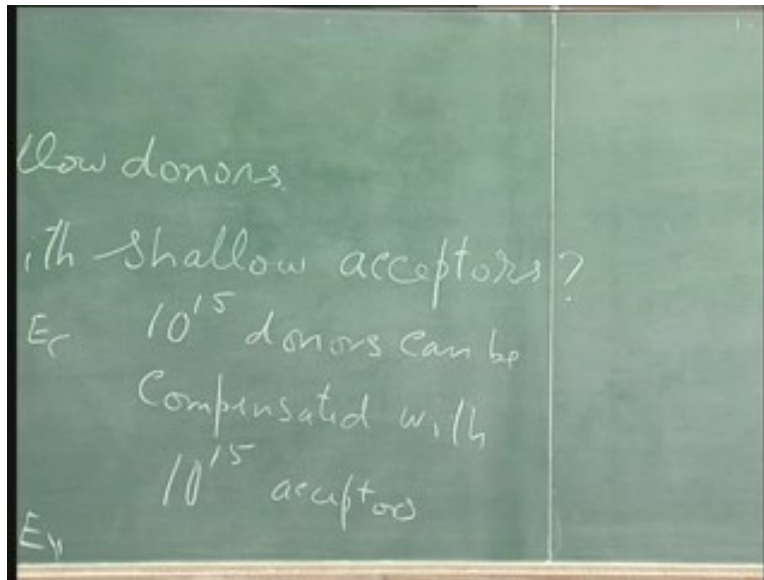 llow donors
ith shallow acceptors?
Ec 10^15 donors can be
Compensated with
10^15 acceptors
Ev